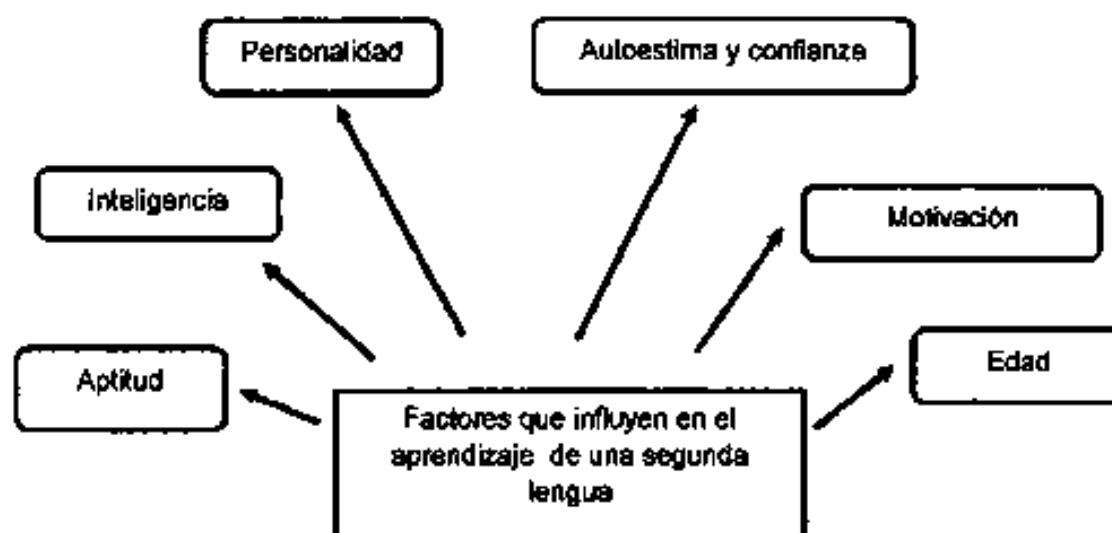 Personalidad
Autoestima y confianza
Inteligencia
Motivación
Aptitud
Edad
Factores que influyen en el
aprendizaje de una segunda
lengua